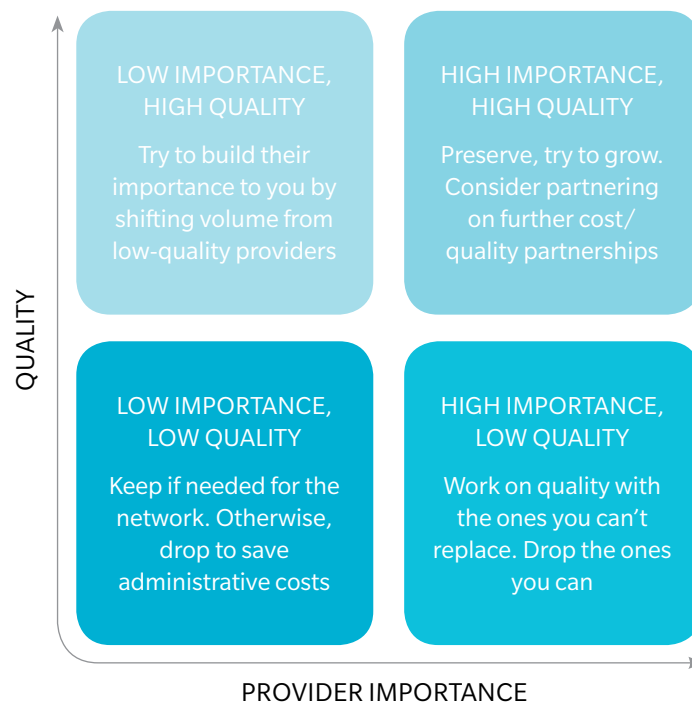 QUALITY
LOW IMPORTANCE,
HIGH QUALITY
Try to build their
importance to you by
shifting volume from
low-quality providers
HIGH IMPORTANCE,
HIGH QUALITY
Preserve, try to grow.
Consider partnering
on further cost/
quality partnerships
LOW IMPORTANCE,
LOW QUALITY
Keep if needed for the
network. Otherwise,
drop to save
administrative costs
HIGH IMPORTANCE,
LOW QUALITY
Work on quality with
the ones you can’t
replace. Drop the ones
you can
PROVIDER IMPORTANCE